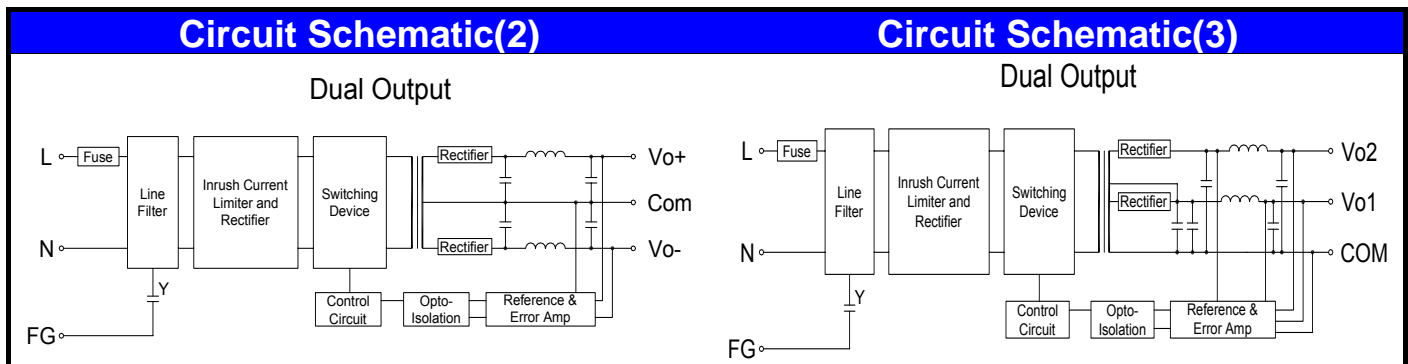 Circuit Schematic(2)
Dual Output
L
Fuse
Line
Filter
Inrush Current
Limiter and
Rectifier
Switching
Device
Rectifier
Vo+
Com
N
Rectifier
Vo-
Y
Control
Circuit
Opto-
Isolation
Reference &
Error Amp
FG
Circuit Schematic(3)
Dual Output
L
Fuse
Line
Filter
Inrush Current
Limiter and
Rectifier
Switching
Device
Rectifier
Vo2
Rectifier
Vo1
N
COM
Y
Control
Circuit
Opto-
Isolation
Reference &
Error Amp
FG